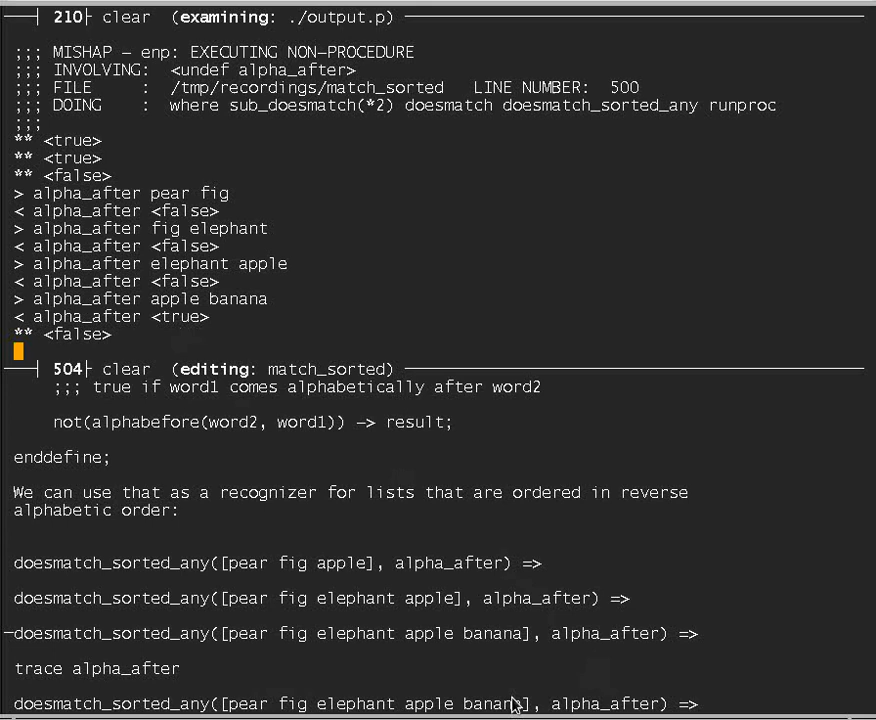 210 clear (examining: ./output.p)
;;; MISHAP - enp: EXECUTING NON-PROCEDURE
;;; INVOLVING: <undef alpha_after>
;;; FILE : /tmp/recordings/match_sorted LINE NUMBER: 500
;;; DOING : where sub_doesmatch(*2) doesmatch doesmatch_sorted_any runproc
;;;
** <true>
** <true>
** <false>
> alpha_after pear fig
< alpha_after <false>
> alpha_after fig elephant
< alpha_after <false>
> alpha_after elephant apple
< alpha_after <false>
> alpha_after apple banana
< alpha_after <true>
** <false>
504 clear (editing: match_sorted)
;;; true if word1 comes alphabetically after word2
not(alphabefore(word2, word1)) -> result;
enddefine;
We can use that as a recognizer for lists that are ordered in reverse
alphabetic order:
doesmatch_sorted_any([pear fig apple], alpha_after) =>
doesmatch_sorted_any([pear fig elephant apple], alpha_after) =>
doesmatch_sorted_any([pear fig elephant apple banana], alpha_after) =>
trace alpha_after
doesmatch_sorted_any([pear fig elephant apple banana], alpha_after) =>